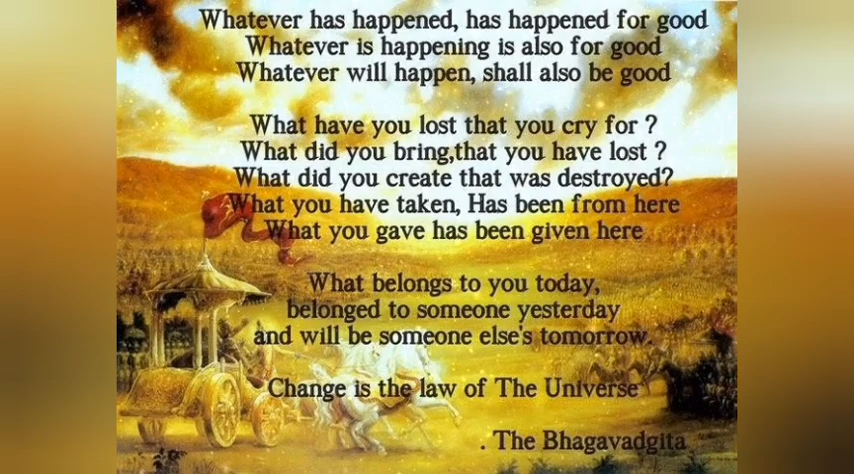 Whatever has happened, has happened for good
Whatever is happening is also for good
Whatever will happen, shall also be good
What have you lost that you cry for ?
What did you bring,that you have lost ?
What did you create that was destroyed?
What you have taken, Has been from here
What you gave has been given here
What belongs to you today,
belonged to someone yesterday
and will be someone else's tomorrow.
Change is the law of The Universe
. The Bhagavadgita